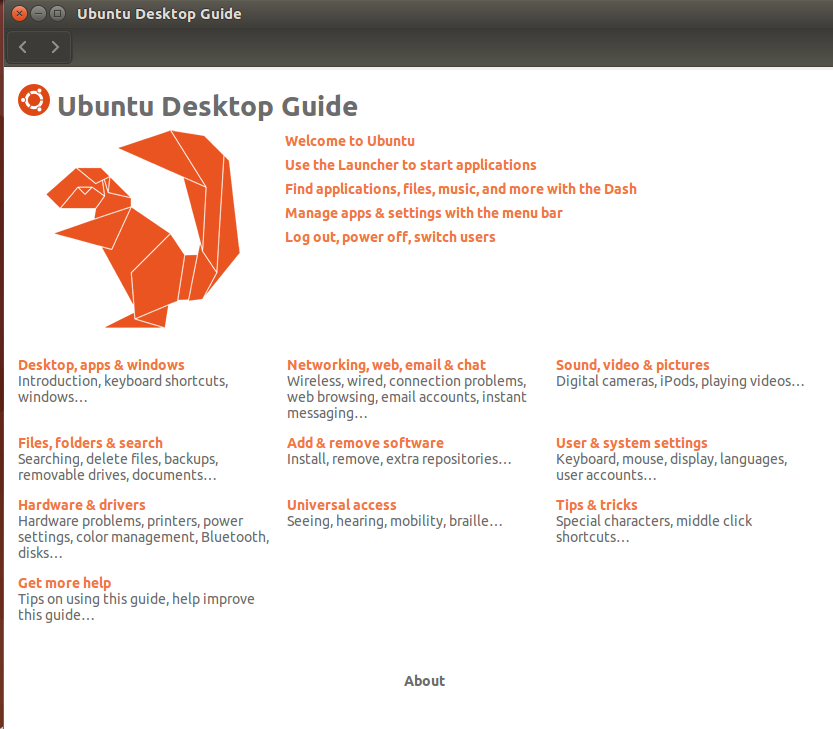 Ubuntu Desktop Guide
Ubuntu Desktop Guide
Welcome to Ubuntu
Use the Launcher to start applications
Find applications, files, music, and more with the Dash
Manage apps & settings with the menu bar
Log out, power off, switch users
Desktop, apps & windows
Introduction, keyboard shortcuts,
windows…
Networking, web, email & chat
Wireless, wired, connection problems,
web browsing, email accounts, instant
messaging…
Sound, video & pictures
Digital cameras, iPods, playing videos…
Files, folders & search
Searching, delete files, backups,
removable drives, documents…
Add & remove software
Install, remove, extra repositories…
User & system settings
Keyboard, mouse, display, languages,
user accounts…
Hardware & drivers
Hardware problems, printers, power
settings, color management, Bluetooth,
disks…
Universal access
Seeing, hearing, mobility, braille…
Tips & tricks
Special characters, middle click
shortcuts…
Get more help
Tips on using this guide, help improve
this guide…
About